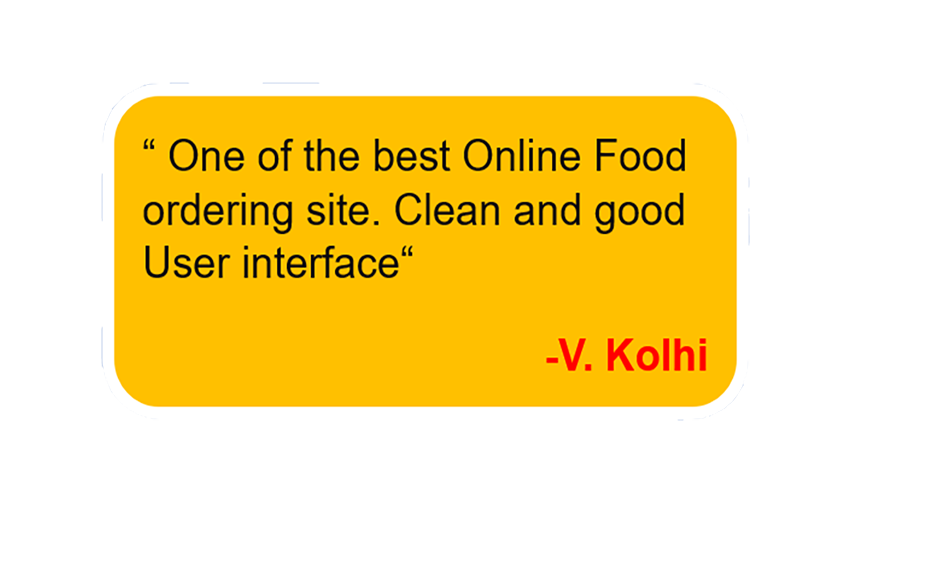 “ One of the best Online Food
ordering site. Clean and good
User interface“
-V. Kolhi